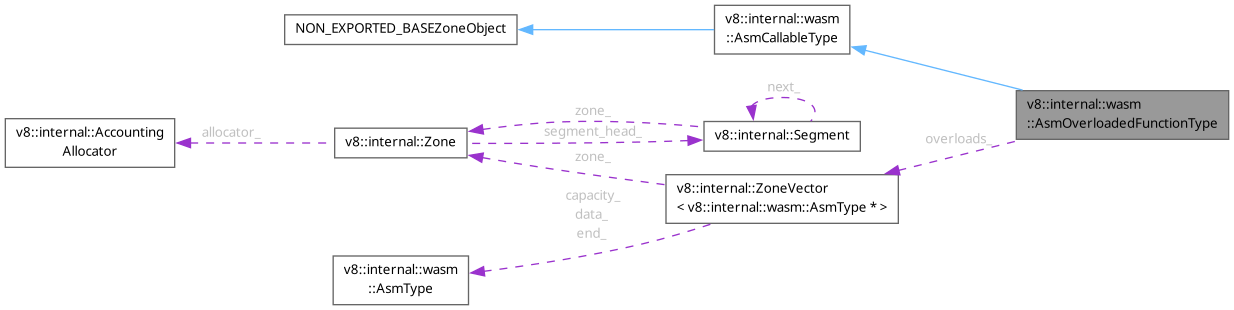 NON_EXPORTED_BASEZoneObject
v8::internal::wasm
::AsmCallableType
next_
v8::internal::wasm
::AsmOverloadedFunctionType
zone_
v8::internal::Accounting
Allocator
allocator_
v8::internal::Zone
segment_head_
v8::internal::Segment
overloads_
zone_
v8::internal::ZoneVector
< v8::internal::wasm::AsmType * >
capacity_
data_
end_
v8::internal::wasm
::AsmType